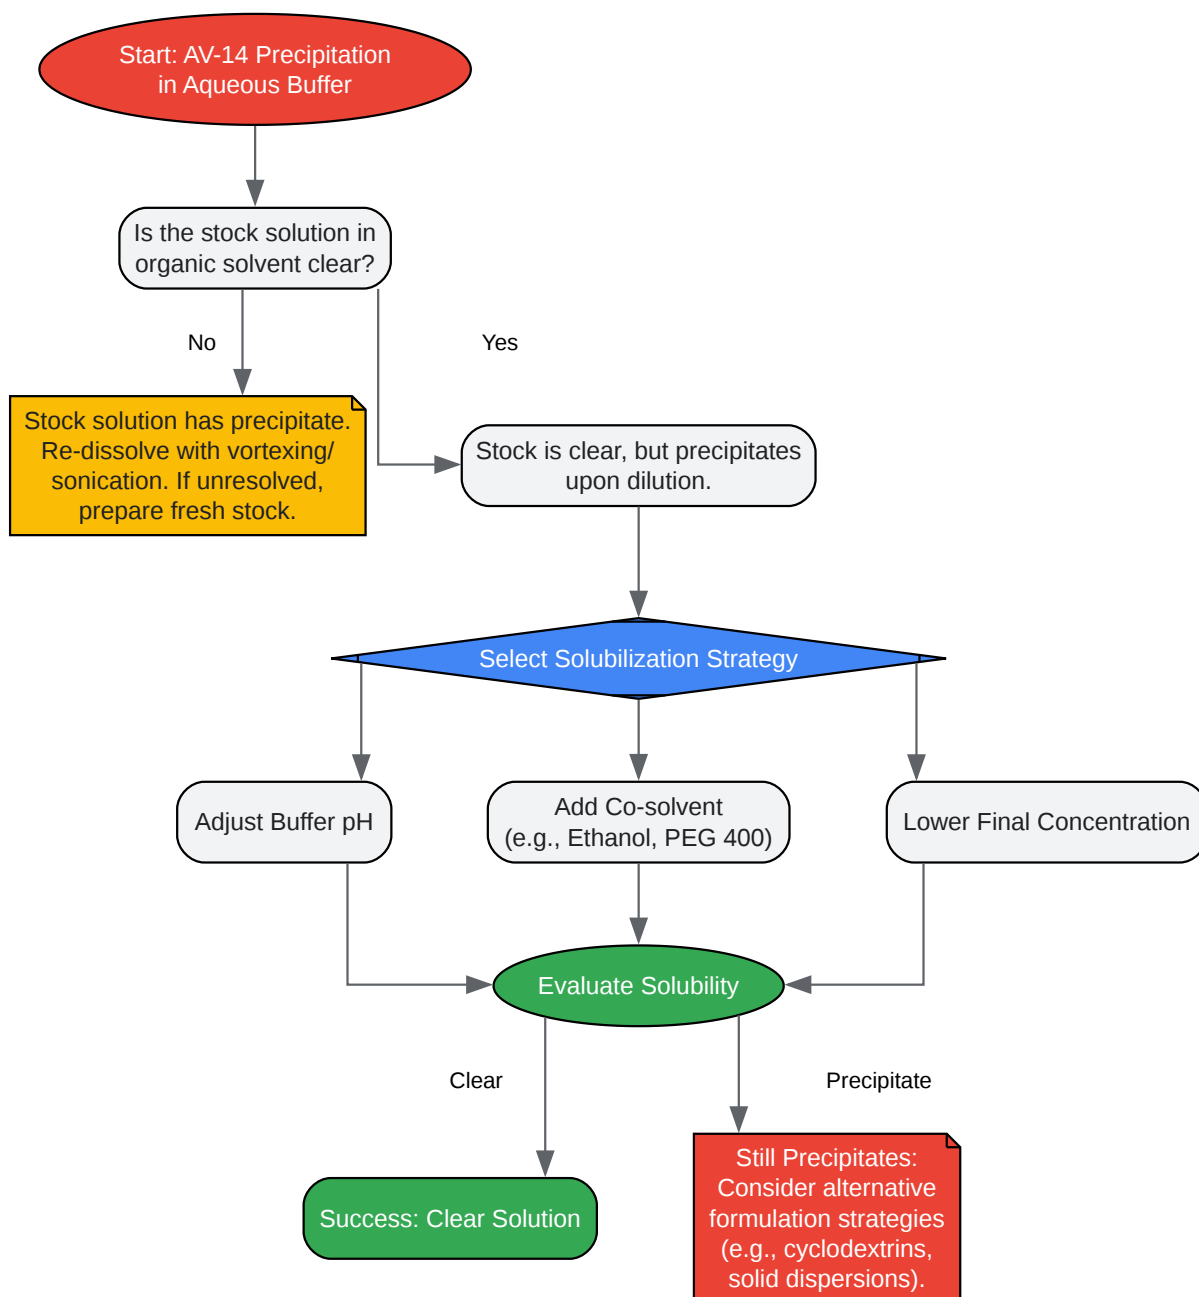 Start: AV-14 Precipitation
in Aqueous Buffer
Is the stock solution in
organic solvent clear?
No
Yes
Stock solution has precipitate.
Re-dissolve with vortexing/
sonication. If unresolved,
prepare fresh stock.
Stock is clear, but precipitates
upon dilution.
Select Solubilization Strategy
Adjust Buffer pH
Add Co-solvent
(e.g., Ethanol, PEG 400)
Lower Final Concentration
Evaluate Solubility
Clear
Precipitate
Success: Clear Solution
Still Precipitates:
Consider alternative
formulation strategies
(e.g., cyclodextrins,
solid dispersions).